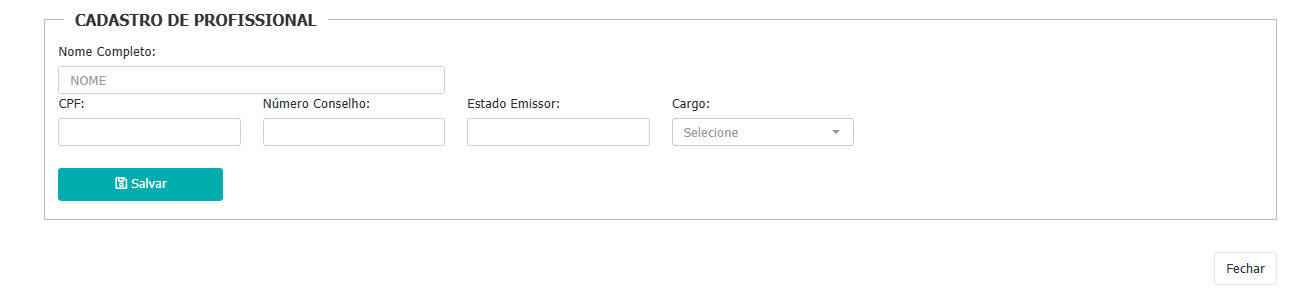 CADASTRO DE PROFISSIONAL
Nome Completo:
NOME
CPF: Número Conselho: Estado Emissor: Cargo:
Selecione
Salvar
Fechar